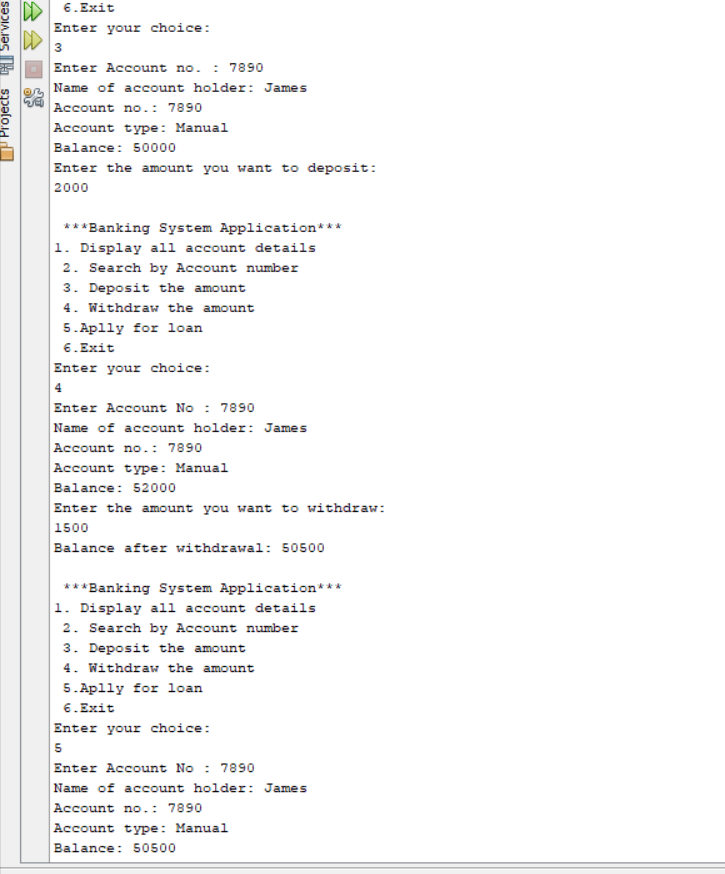 Services
Projects
6.Exit
Enter your choice:
3
Enter Account no. : 7890
Name of account holder: James
Account no.: 7890
Account type: Manual
Balance: 50000
Enter the amount you want to deposit:
2000
***Banking System Application***
1. Display all account details
2. Search by Account number
3. Deposit the amount
4. Withdraw the amount
5.Aplly for loan
6.Exit
Enter your choice:
4
Enter Account No : 7890
Name of account holder: James
Account no.: 7890
Account type: Manual
Balance: 52000
Enter the amount you want to withdraw:
1500
Balance after withdrawal: 50500
***Banking System Application***
1. Display all account details
2. Search by Account number
3. Deposit the amount
4. Withdraw the amount
5.Aplly for loan
6.Exit
Enter your choice:
5
Enter Account No : 7890
Name of account holder: James
Account no.: 7890
Account type: Manual
Balance: 50500